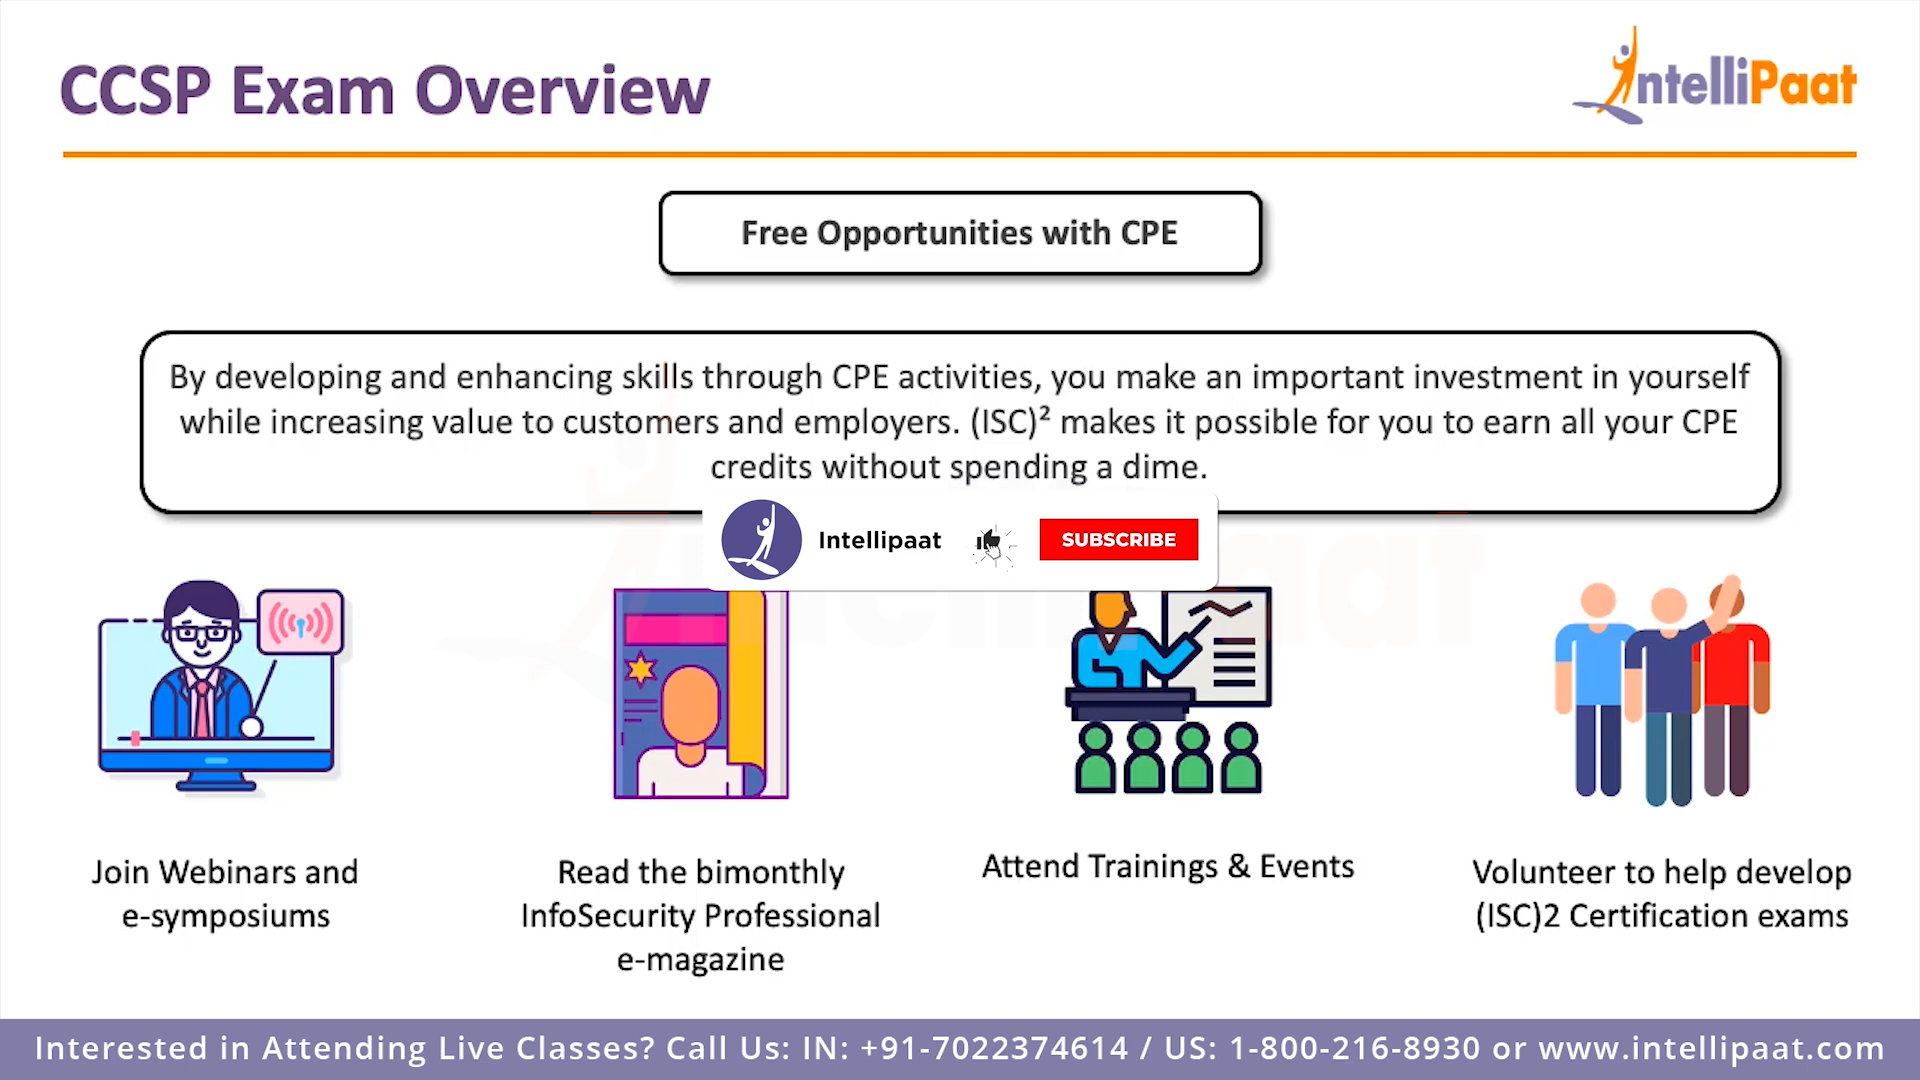 CCSP Exam Overview
IntelliPaat
Free Opportunities with CPE
By developing and enhancing skills through CPE activities, you make an important investment in yourself
while increasing value to customers and employers. (ISC)² makes it possible for you to earn all your CPE
credits without spending a dime.
Intellipaat
SUBSCRIBE
Join Webinars and
e-symposiums
Read the bimonthly
InfoSecurity Professional
e-magazine
Attend Trainings & Events
Volunteer to help develop
(ISC)2 Certification exams
Interested in Attending Live Classes? Call Us: IN: +91-7022374614 / US: 1-800-216-8930 or www.intellipaat.com